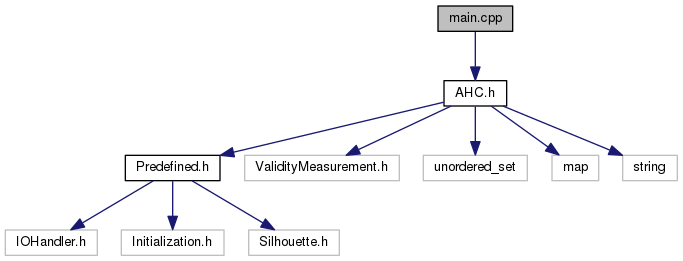 main.cpp
AHC.h
Predefined.h
ValidityMeasurement.h
unordered_set
map
string
IOHandler.h
Initialization.h
Silhouette.h